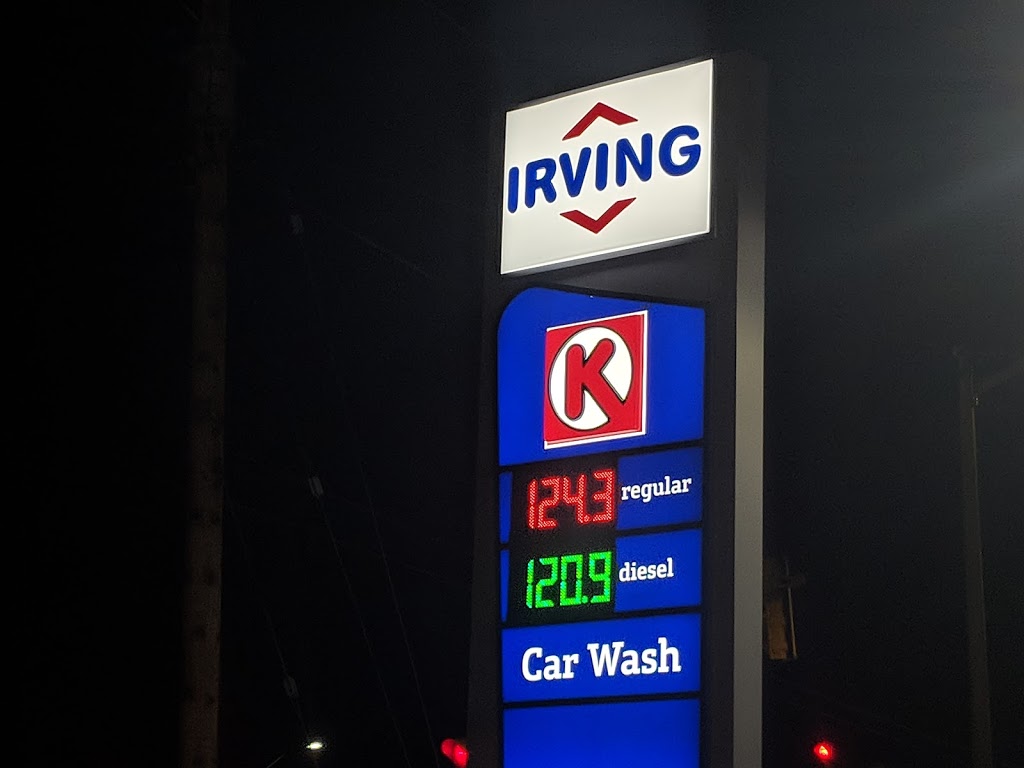 IRVING
K
124.3 regular
120.9 diesel
Car Wash